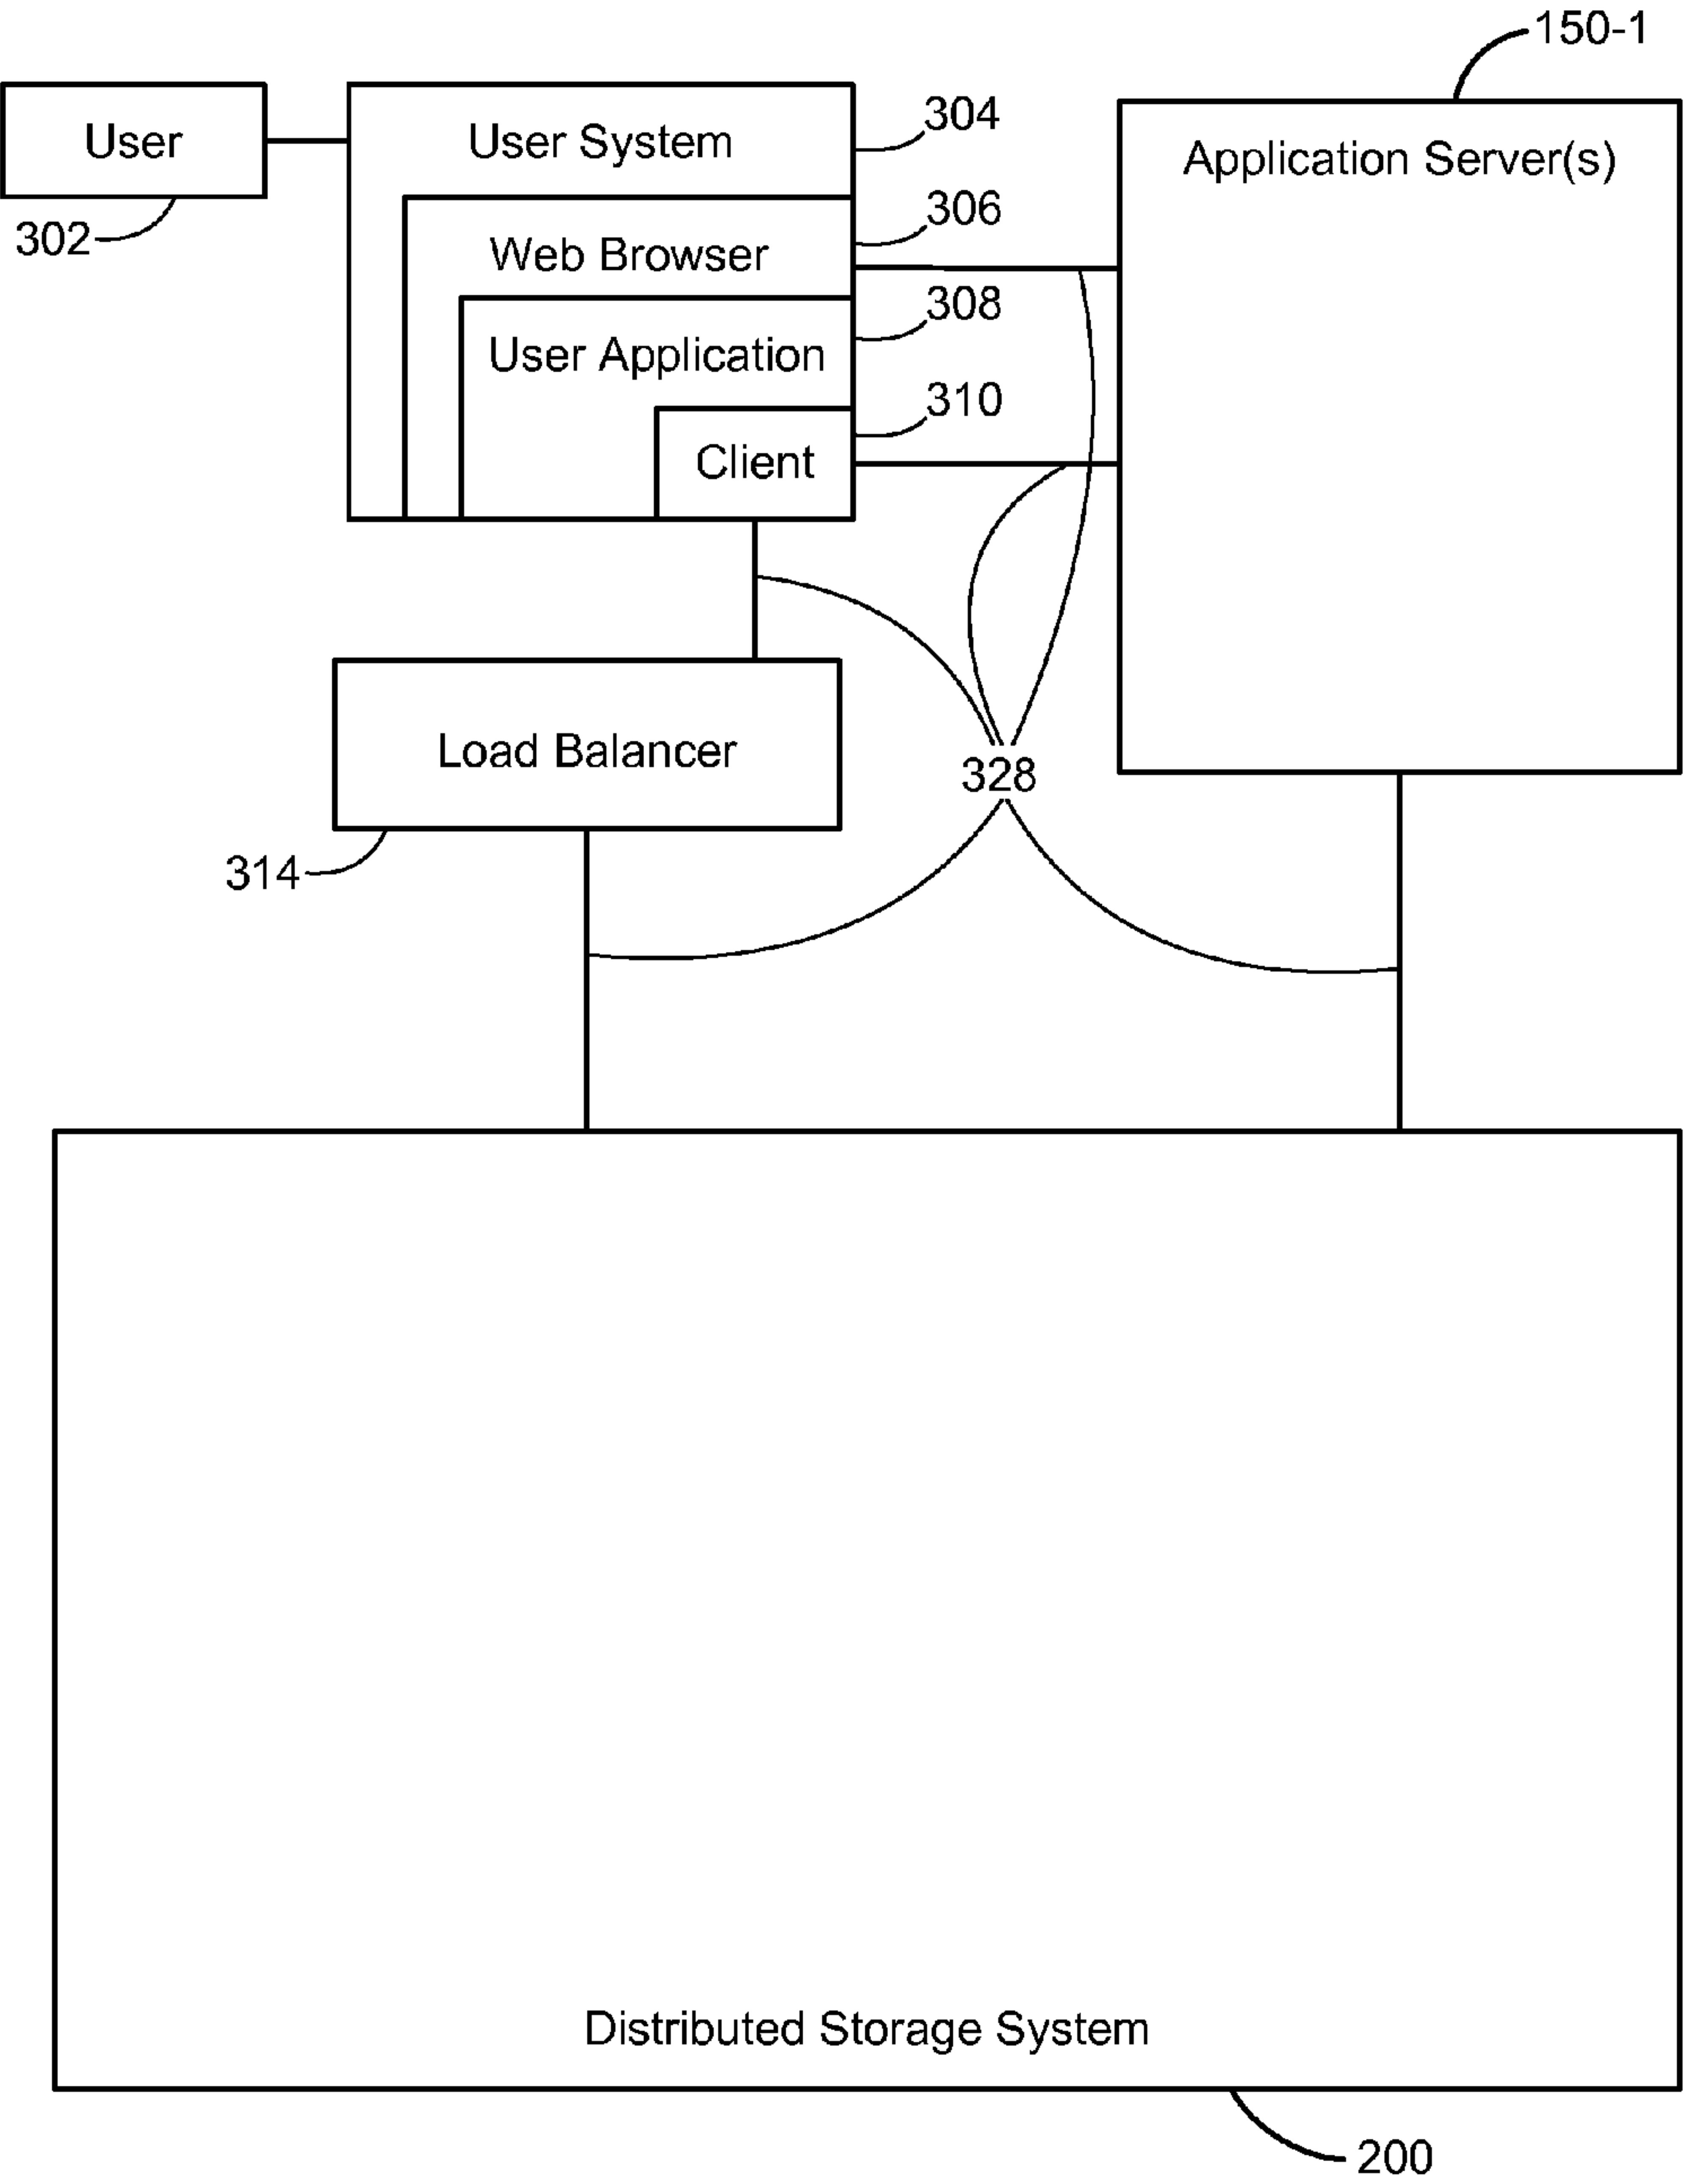 150-1
User
User System
304
Application Server(s)
302
Web Browser
306
User Application
308
Client
310
Load Balancer
328
314
Distributed Storage System
200